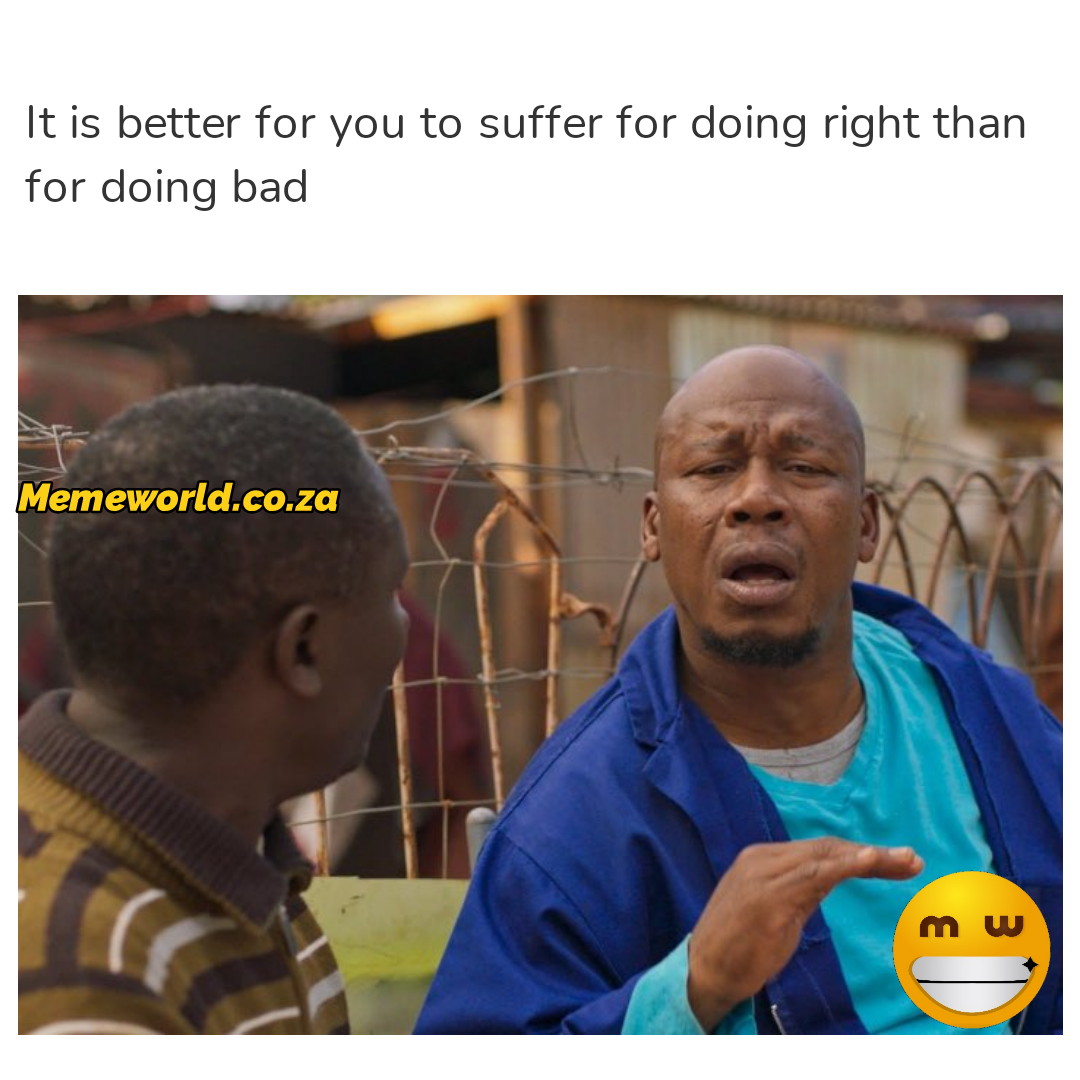 It is better for you to suffer for doing right than
for doing bad
Memeworld.co.za
m w